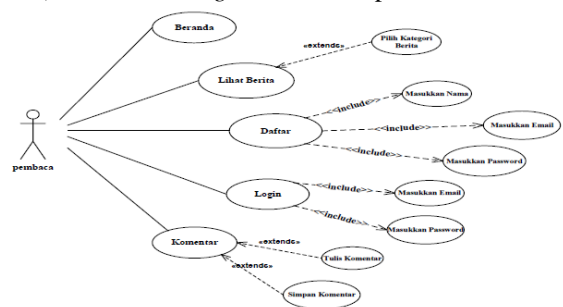 Beranda
«extends»
Pilih Kategori
Berita
Lihat Berita
<<include>>
Masukkan Nama
Daftar
<<include>>
Masukkan Email
<<include>>
Masukkan Password
pembaca
Login
<<include>>
Masukkan Email
<<include>>
Masukkan Password
Komentar
«extends»
Tulis Komentar
«extends»
Simpan Komentar